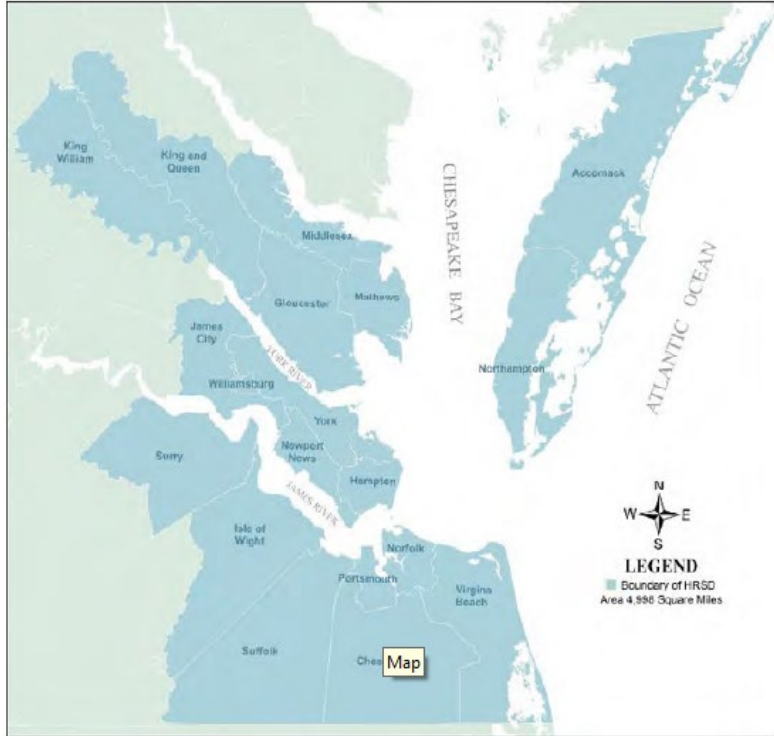 King
William
King and
Queen
Middlesex
Gloucester
Mathews
CHESAPEAKE BAY
Accomack
Northampton
ATLANTIC OCEAN
James
City
YORK RIVER
Williamsburg
York
Newport
News
Hampton
JAMES RIVER
Surry
Isle of
Wight
Norfolk
Portsmouth
Virginia
Beach
Suffolk
Ches
Map
N
W E
S
LEGEND
Boundary of HRSD
Area 4,998 Square Miles